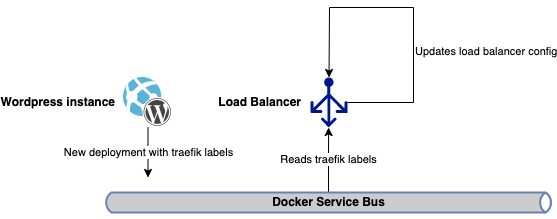 Updates load balancer config
Wordpress instance
Load Balancer
New deployment with traefik labels
Reads traefik labels
Docker Service Bus